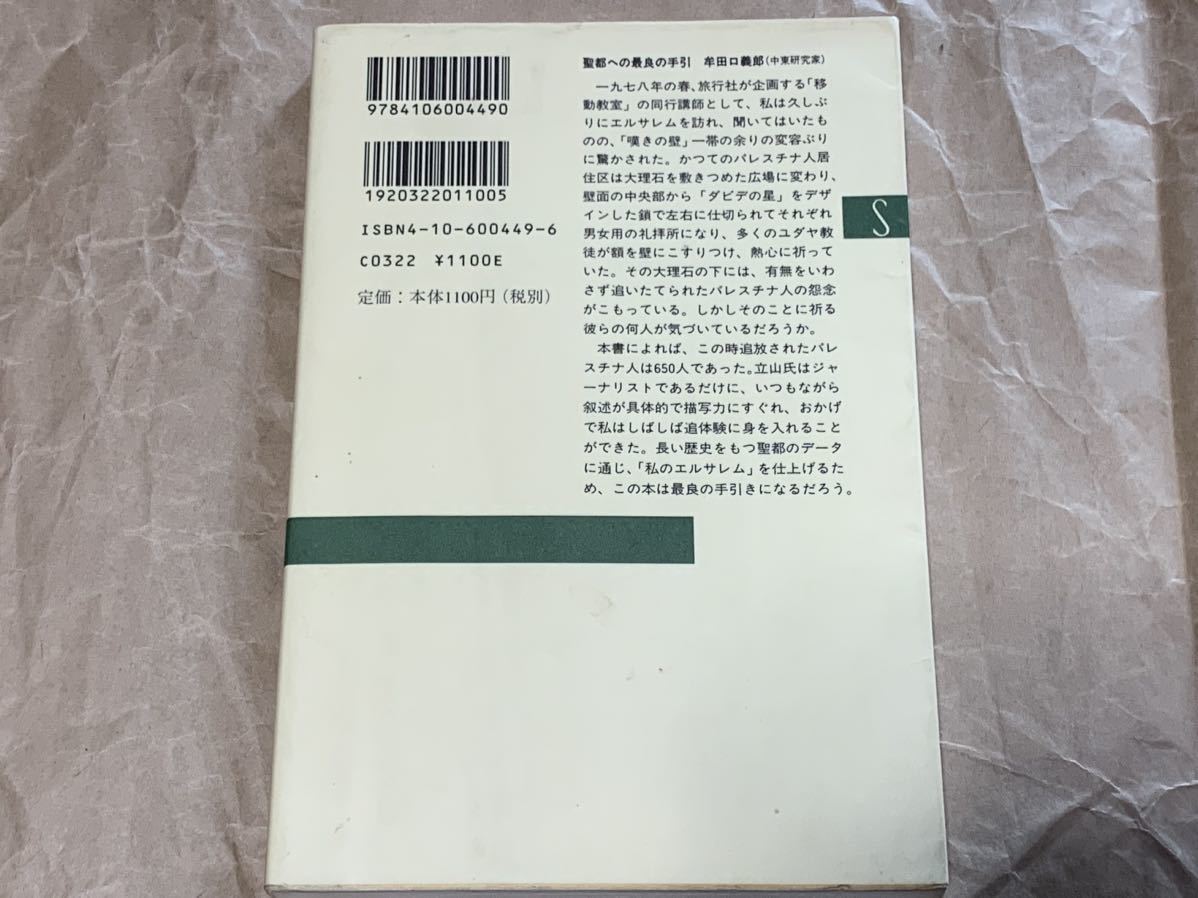 9784106004490
1920322011005
ISBN4-10-600449-6
C0322 ¥1100E
定価：本体1100円（税別）
聖都への最良の手引 牟田口義郎（中東研究家）
一九七八年の春、旅行社が企画する「移
動教室」の同行講師として、私は久しぶ
りにエルサレムを訪れ、聞いてはいたも
のの、「嘆きの壁」一帯の余りの変容ぶり
に驚かされた。かつてのパレスチナ人居
住区は大理石を敷きつめた広場に変わり、
壁面の中央部から「ダビデの星」をデザ
インした鎖で左右に仕切られてそれぞれ
男女用の礼拝所になり、多くのユダヤ教
徒が額を壁にこすりつけ、熱心に祈って
いた。その大理石の下には、有無をいわ
さず追いたてられたパレスチナ人の怨念
がこもっている。しかしそのことに祈る
彼らの何人が気づいているだろうか。
本書によれば、この時追放されたパレ
スチナ人は650人であった。立山氏はジャ
ーナリストであるだけに、いつもながら
叙述が具体的で描写力にすぐれ、おかげ
で私はしばしば追体験に身を入れること
ができた。長い歴史をもつ聖都のデータ
に通じ、「私のエルサレム」を仕上げるた
め、この本は最良の手引きになるだろう。
S